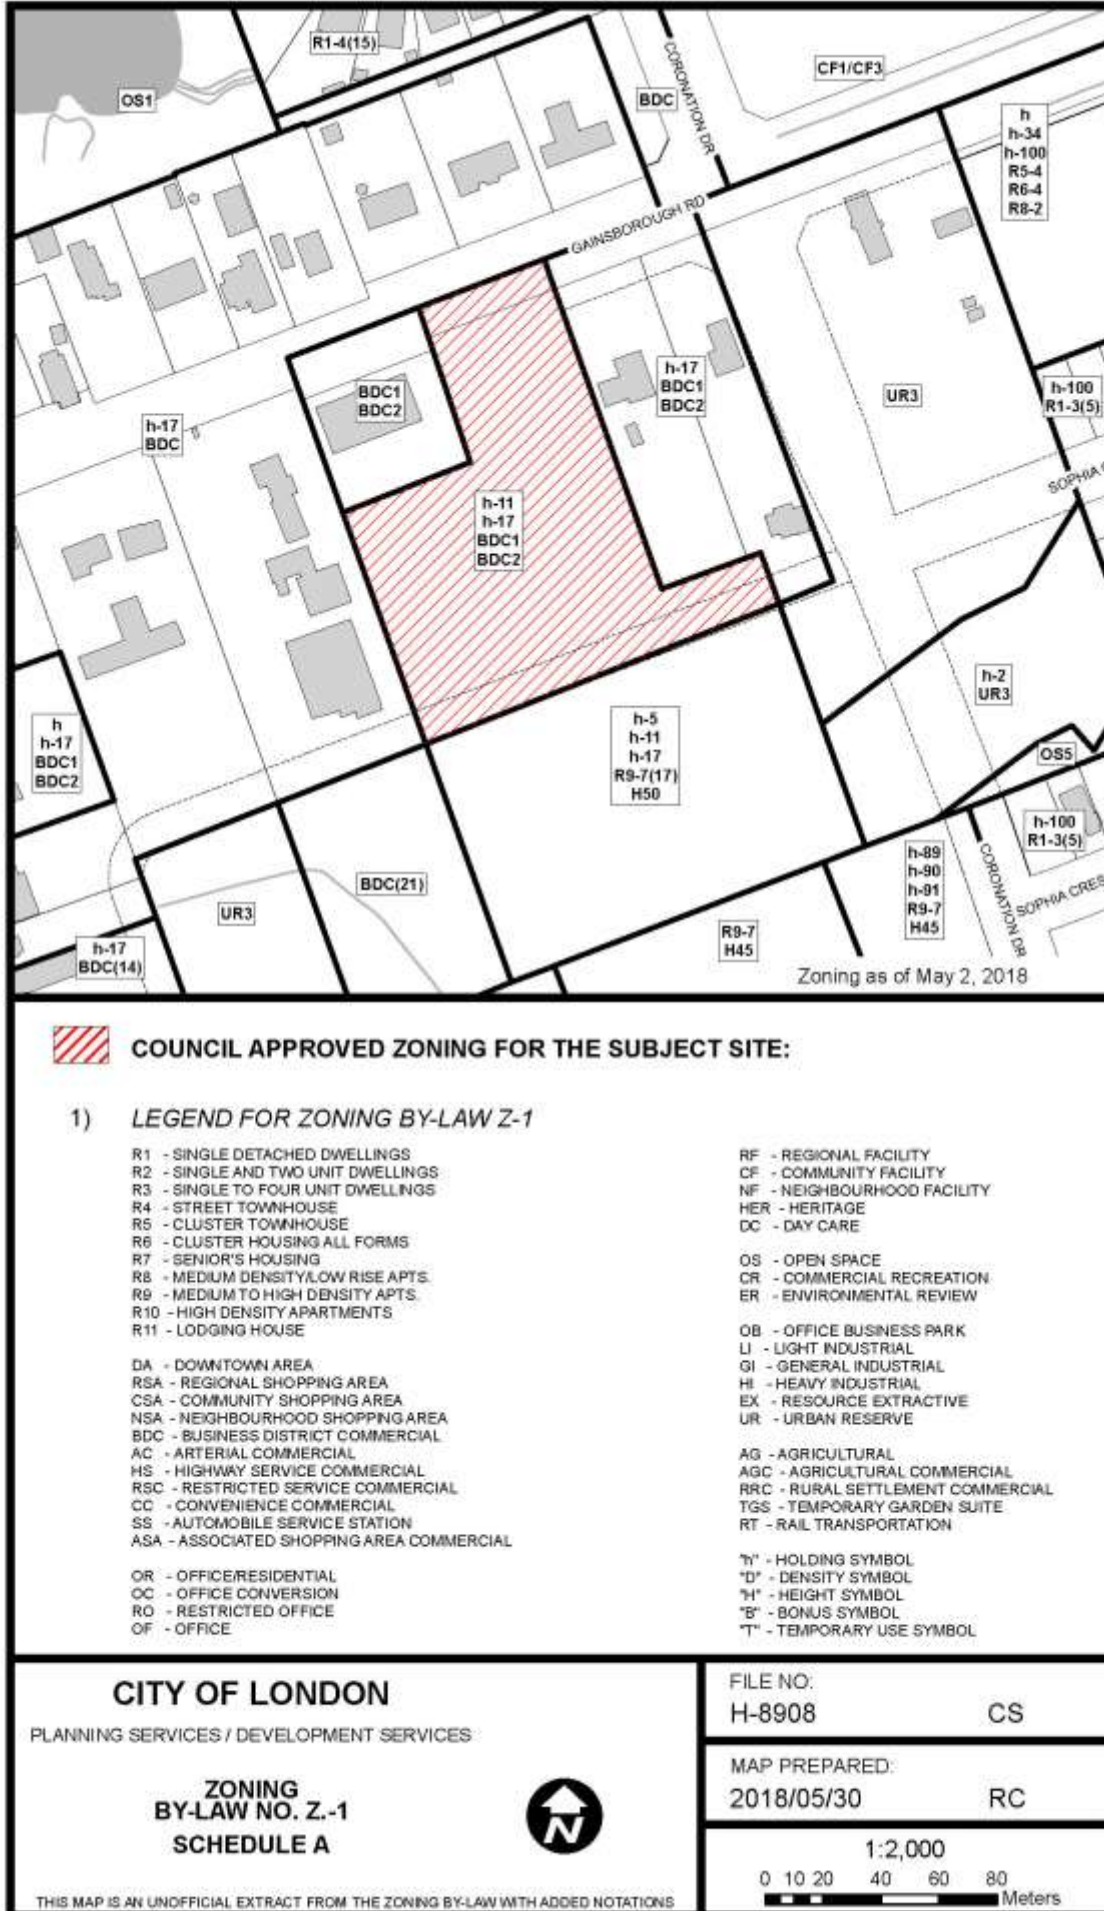 R1-4(15)
OS1
CORONATION DR
BDC
CF1/CF3
h
h-34
h-100
R5-4
R6-4
R8-2
GAINSBOROUGH RD
h-17
BDC1
BDC2
BDC1
BDC2
UR3
h-100
R1-3(5)
h-17
BDC
SOPHIA
h-11
h-17
BDC1
BDC2
h-2
UR3
h
h-17
BDC1
BDC2
h-5
h-11
h-17
R9-7(17)
H50
OS5
h-100
R1-3(5)
h-89
h-90
h-91
R9-7
H45
CORONATION DR
SOPHIA CRES
BDC(21)
UR3
R9-7
H45
h-17
BDC(14)
Zoning as of May 2, 2018
COUNCIL APPROVED ZONING FOR THE SUBJECT SITE:
1) LEGEND FOR ZONING BY-LAW Z-1
R1 - SINGLE DETACHED DWELLINGS
R2 - SINGLE AND TWO UNIT DWELLINGS
R3 - SINGLE TO FOUR UNIT DWELLINGS
R4 - STREET TOWNHOUSE
R5 - CLUSTER TOWNHOUSE
R6 - CLUSTER HOUSING ALL FORMS
R7 - SENIOR'S HOUSING
R8 - MEDIUM DENSITY/LOW RISE APTS.
R9 - MEDIUM TO HIGH DENSITY APTS.
R10 - HIGH DENSITY APARTMENTS
R11 - LODGING HOUSE
DA - DOWNTOWN AREA
RSA - REGIONAL SHOPPING AREA
CSA - COMMUNITY SHOPPING AREA
NSA - NEIGHBOURHOOD SHOPPING AREA
BDC - BUSINESS DISTRICT COMMERCIAL
AC - ARTERIAL COMMERCIAL
HS - HIGHWAY SERVICE COMMERCIAL
RSC - RESTRICTED SERVICE COMMERCIAL
CC - CONVENIENCE COMMERCIAL
SS - AUTOMOBILE SERVICE STATION
ASA - ASSOCIATED SHOPPING AREA COMMERCIAL
OR - OFFICE/RESIDENTIAL
OC - OFFICE CONVERSION
RO - RESTRICTED OFFICE
OF - OFFICE
RF - REGIONAL FACILITY
CF - COMMUNITY FACILITY
NF - NEIGHBOURHOOD FACILITY
HER - HERITAGE
DC - DAY CARE
OS - OPEN SPACE
CR - COMMERCIAL RECREATION
ER - ENVIRONMENTAL REVIEW
OB - OFFICE BUSINESS PARK
LI - LIGHT INDUSTRIAL
GI - GENERAL INDUSTRIAL
HI - HEAVY INDUSTRIAL
EX - RESOURCE EXTRACTIVE
UR - URBAN RESERVE
AG - AGRICULTURAL
AGC - AGRICULTURAL COMMERCIAL
RRC - RURAL SETTLEMENT COMMERCIAL
TGS - TEMPORARY GARDEN SUITE
RT - RAIL TRANSPORTATION
"h" - HOLDING SYMBOL
"D" - DENSITY SYMBOL
"H" - HEIGHT SYMBOL
"B" - BONUS SYMBOL
"T" - TEMPORARY USE SYMBOL
CITY OF LONDON
PLANNING SERVICES / DEVELOPMENT SERVICES
ZONING
BY-LAW NO. Z.-1
SCHEDULE A
N
THIS MAP IS AN UNOFFICIAL EXTRACT FROM THE ZONING BY-LAW WITH ADDED NOTATIONS
FILE NO:
H-8908 CS
MAP PREPARED:
2018/05/30 RC
1:2,000
0 10 20 40 60 80
Meters